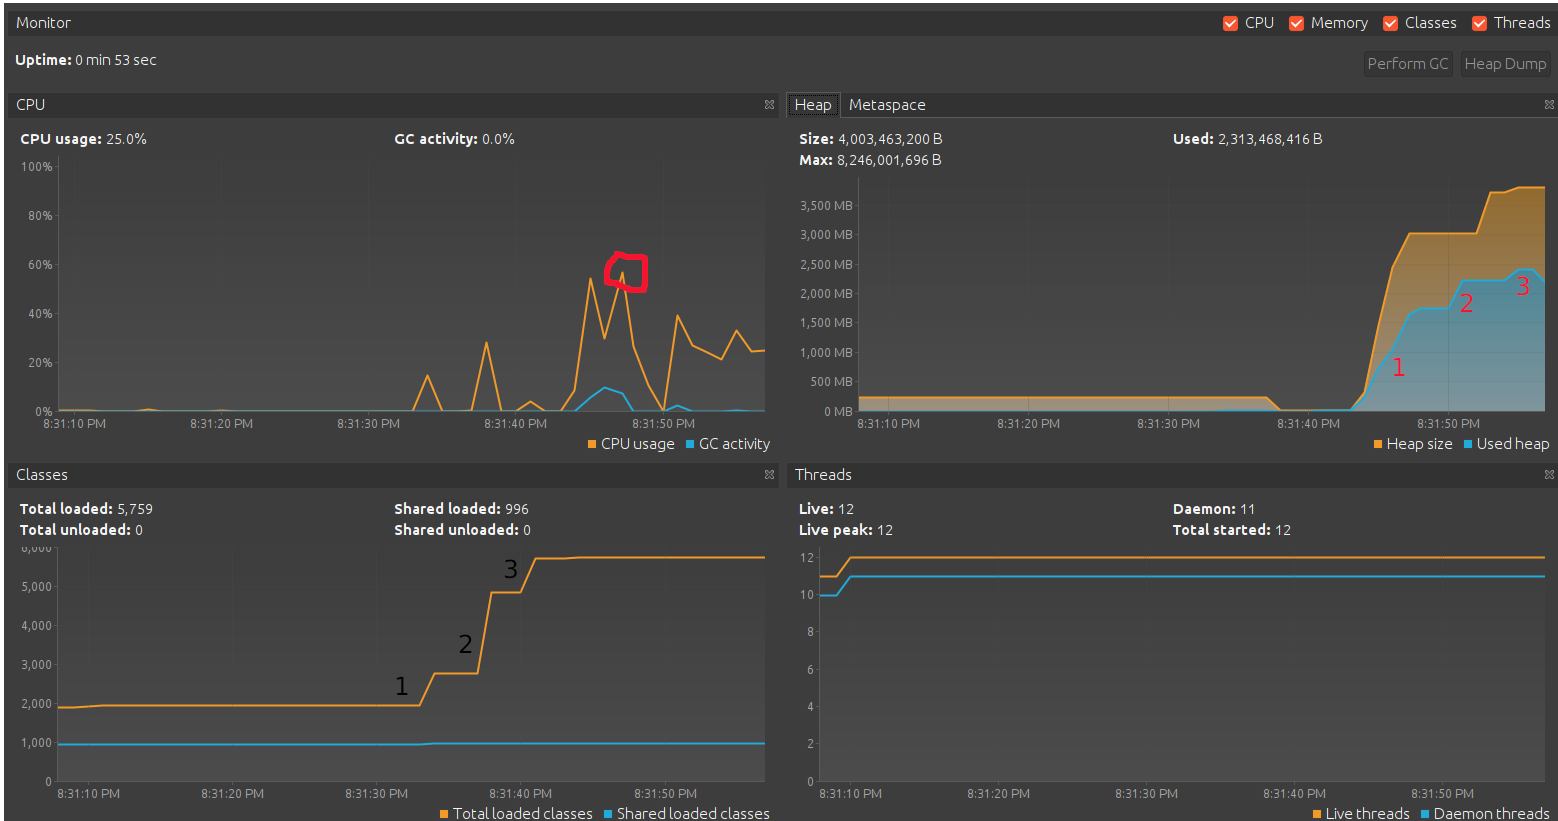 Monitor
CPU Memory Classes Threads
Uptime: 0 min 53 sec
Perform GC Heap Dump
CPU
CPU usage: 25.0% GC activity: 0.0%
100%
80%
60%
40%
20%
0%
8:31:10 PM 8:31:20 PM 8:31:30 PM 8:31:40 PM 8:31:50 PM
CPU usage GC activity
Heap Metaspace
Size: 4,003,463,200 B Used: 2,313,468,416 B
Max: 8,246,001,696 B
3,500 MB
3,000 MB
2,500 MB
2,000 MB
1,500 MB
1,000 MB
500 MB
0 MB
1
2
3
8:31:10 PM 8:31:20 PM 8:31:30 PM 8:31:40 PM 8:31:50 PM
Heap size Used heap
Classes
Total loaded: 5,759 Shared loaded: 996
Total unloaded: 0 Shared unloaded: 0
6,000
5,000
4,000
3,000
2,000
1,000
0
1
2
3
8:31:10 PM 8:31:20 PM 8:31:30 PM 8:31:40 PM 8:31:50 PM
Total loaded classes Shared loaded classes
Threads
Live: 12 Daemon: 11
Live peak: 12 Total started: 12
12
10
8
6
4
2
0
8:31:10 PM 8:31:20 PM 8:31:30 PM 8:31:40 PM 8:31:50 PM
Live threads Daemon threads